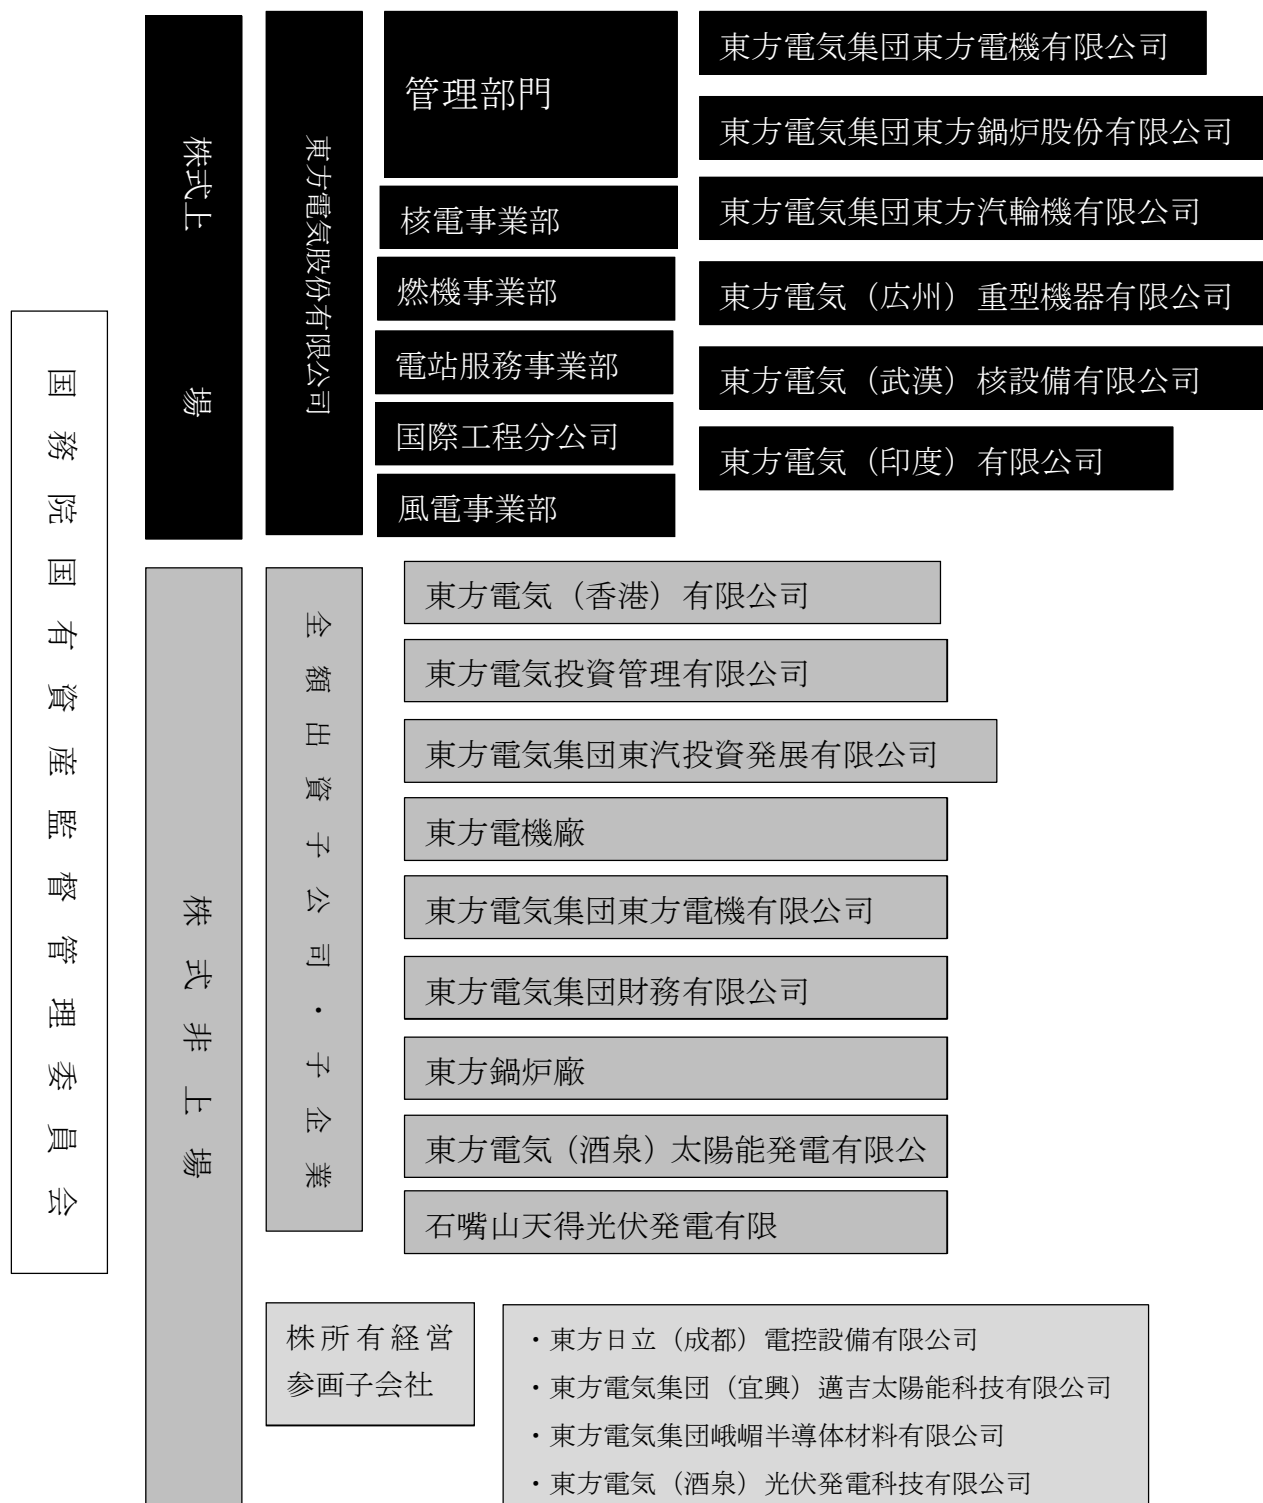 国務院国有資産監督管理委員会
株式上場
東方電気股份有限公司
管理部門
核電事業部
燃機事業部
電站服務事業部
国際工程分公司
風電事業部
東方電気集団東方電機有限公司
東方電気集団東方鍋炉股份有限公司
東方電気集団東方汽輪機有限公司
東方電気（広州）重型機器有限公司
東方電気（武漢）核設備有限公司
東方電気（印度）有限公司
株式非上場
全額出資子公司・子企業
東方電気（香港）有限公司
東方電気投資管理有限公司
東方電気集団東汽投資発展有限公司
東方電機廠
東方電気集団東方電機有限公司
東方電気集団財務有限公司
東方鍋炉廠
東方電気（酒泉）太陽能発電有限公
石嘴山天得光伏発電有限
株所有経営
参画子会社
・東方日立（成都）電控設備有限公司
・東方電気集団（宜興）邁吉太陽能科技有限公司
・東方電気集団峨嵋半導体材料有限公司
・東方電気（酒泉）光伏発電科技有限公司